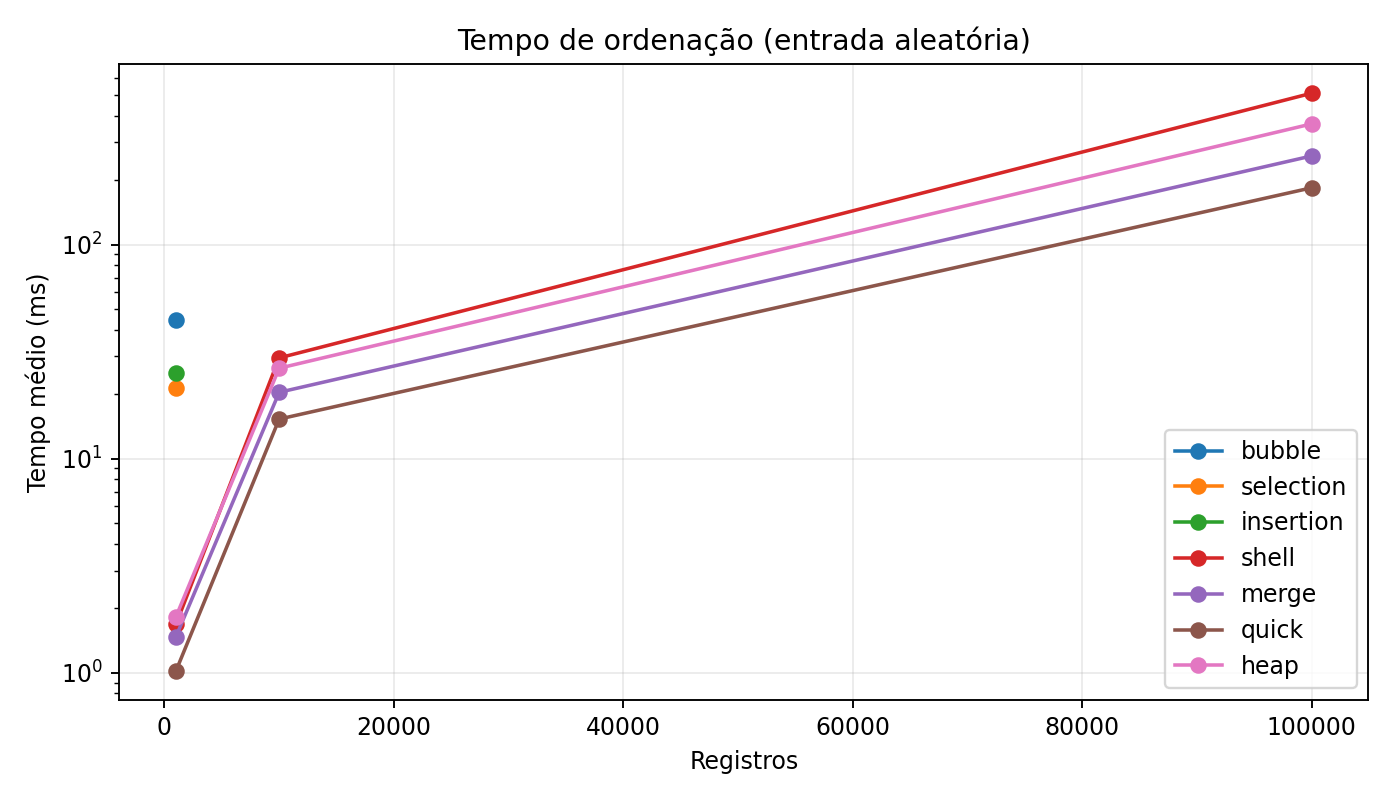 Tempo de ordenação (entrada aleatória)
Tempo médio (ms)
10²
10¹
10⁰
bubble
selection
insertion
shell
merge
quick
heap
0 20000 40000 60000 80000 100000
Registros